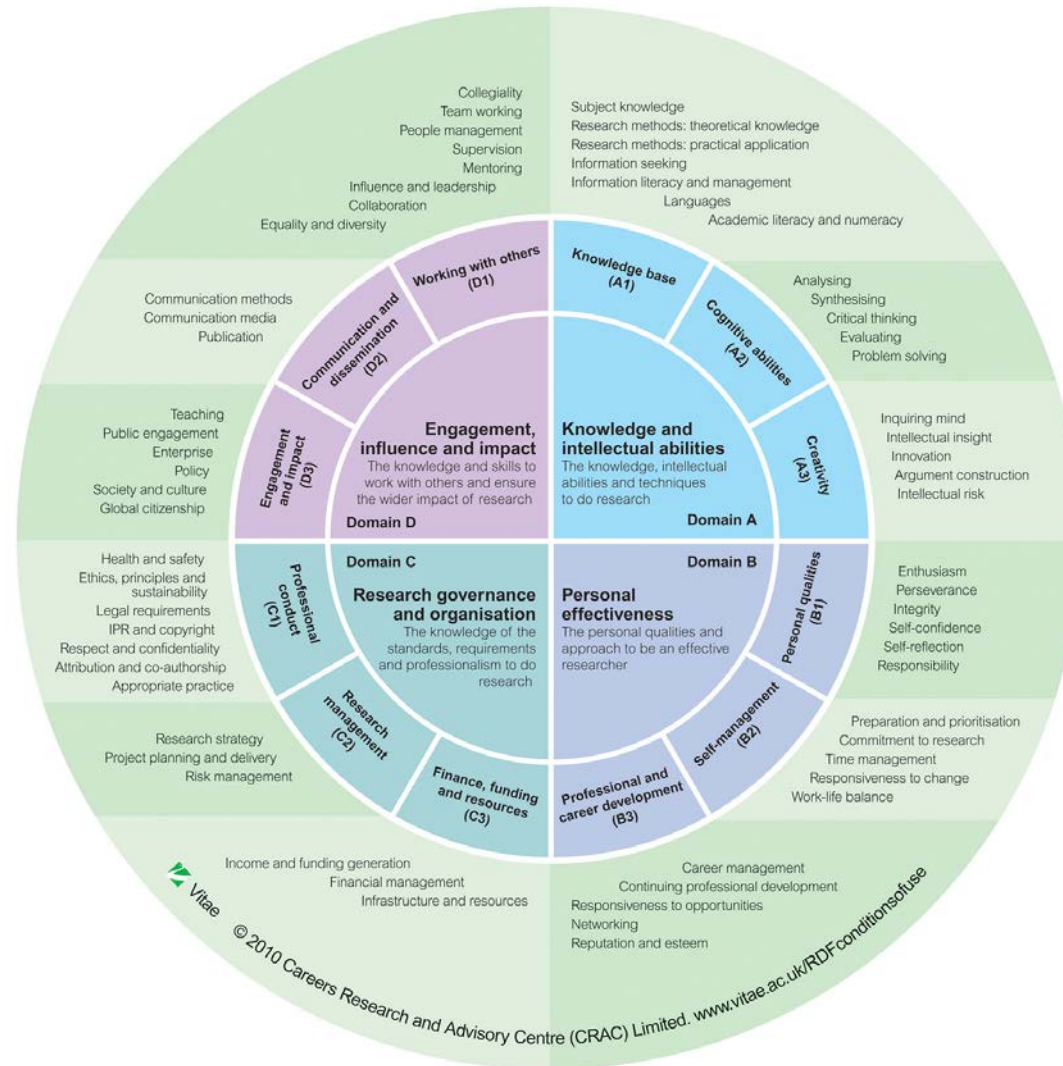 Collegiality
Team working
People management
Supervision
Mentoring
Influence and leadership
Collaboration
Equality and diversity
Subject knowledge
Research methods: theoretical knowledge
Research methods: practical application
Information seeking
Information literacy and management
Languages
Academic literacy and numeracy
Communication methods
Communication media
Publication
Analysing
Synthesising
Critical thinking
Evaluating
Problem solving
Teaching
Public engagement
Enterprise
Policy
Society and culture
Global citizenship
Inquiring mind
Intellectual insight
Innovation
Argument construction
Intellectual risk
Working with others
(D1)
Communication and
dissemination
(D2)
Engagement
and impact
(D3)
Knowledge base
(A1)
Cognitive abilities
(A2)
Creativity
(A3)
Engagement,
influence and impact
The knowledge and skills to
work with others and ensure
the wider impact of research
Domain D
Knowledge and
intellectual abilities
The knowledge, intellectual
abilities and techniques
to do research
Domain A
Domain C
Research governance
and organisation
The knowledge of the
standards, requirements
and professionalism to do
research
Domain B
Personal
effectiveness
The personal qualities and
approach to be an effective
researcher
Professional
conduct
(C1)
Research
management
(C2)
Finance, funding
and resources
(C3)
Personal qualities
(B1)
Self-management
(B2)
Professional and
career development
(B3)
Health and safety
Ethics, principles and
sustainability
Legal requirements
IPR and copyright
Respect and confidentiality
Attribution and co-authorship
Appropriate practice
Enthusiasm
Perseverance
Integrity
Self-confidence
Self-reflection
Responsibility
Research strategy
Project planning and delivery
Risk management
Preparation and prioritisation
Commitment to research
Time management
Responsiveness to change
Work-life balance
Income and funding generation
Financial management
Infrastructure and resources
Career management
Continuing professional development
Responsiveness to opportunities
Networking
Reputation and esteem
Vitae © 2010 Careers Research and Advisory Centre (CRAC) Limited. www.vitae.ac.uk/RDFconditionsofuse